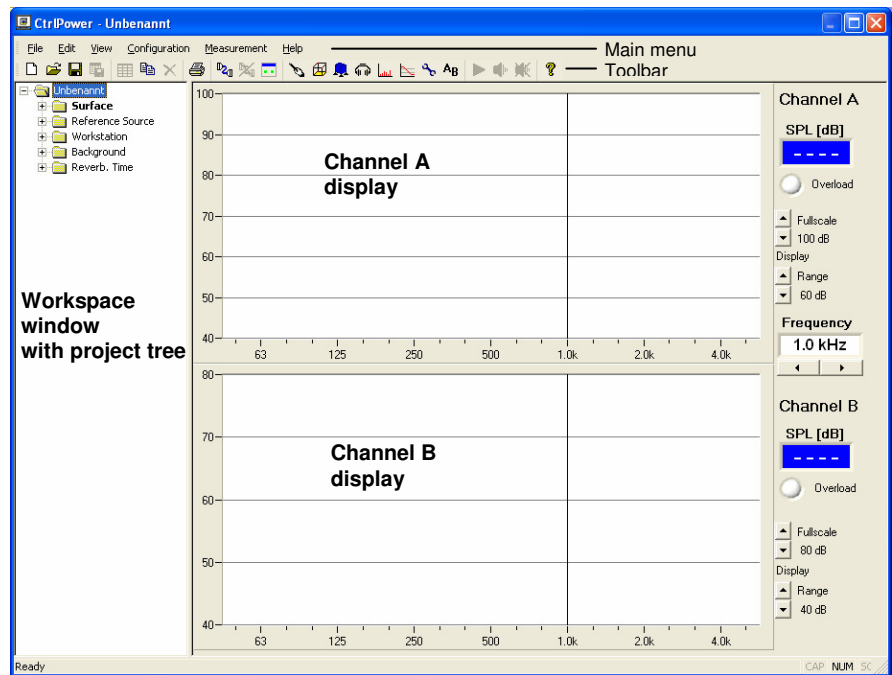 CtrlPower - Unbenannt
File Edit View Configuration Measurement Help Main menu
Toolbar
Unbenannt
Surface
Reference Source
Workstation
Background
Reverb. Time
Workspace
window
with project tree
100
90
80
70
60
50
40
Channel A
display
63 125 250 500 1.0k 2.0k 4.0k
80
70
60
50
40
Channel B
display
63 125 250 500 1.0k 2.0k 4.0k
Channel A
SPL [dB]
----
Overload
Fullscale
100 dB
Display
Range
60 dB
Frequency
1.0 kHz
Channel B
SPL [dB]
----
Overload
Fullscale
80 dB
Display
Range
40 dB
Ready CAP NUM SC